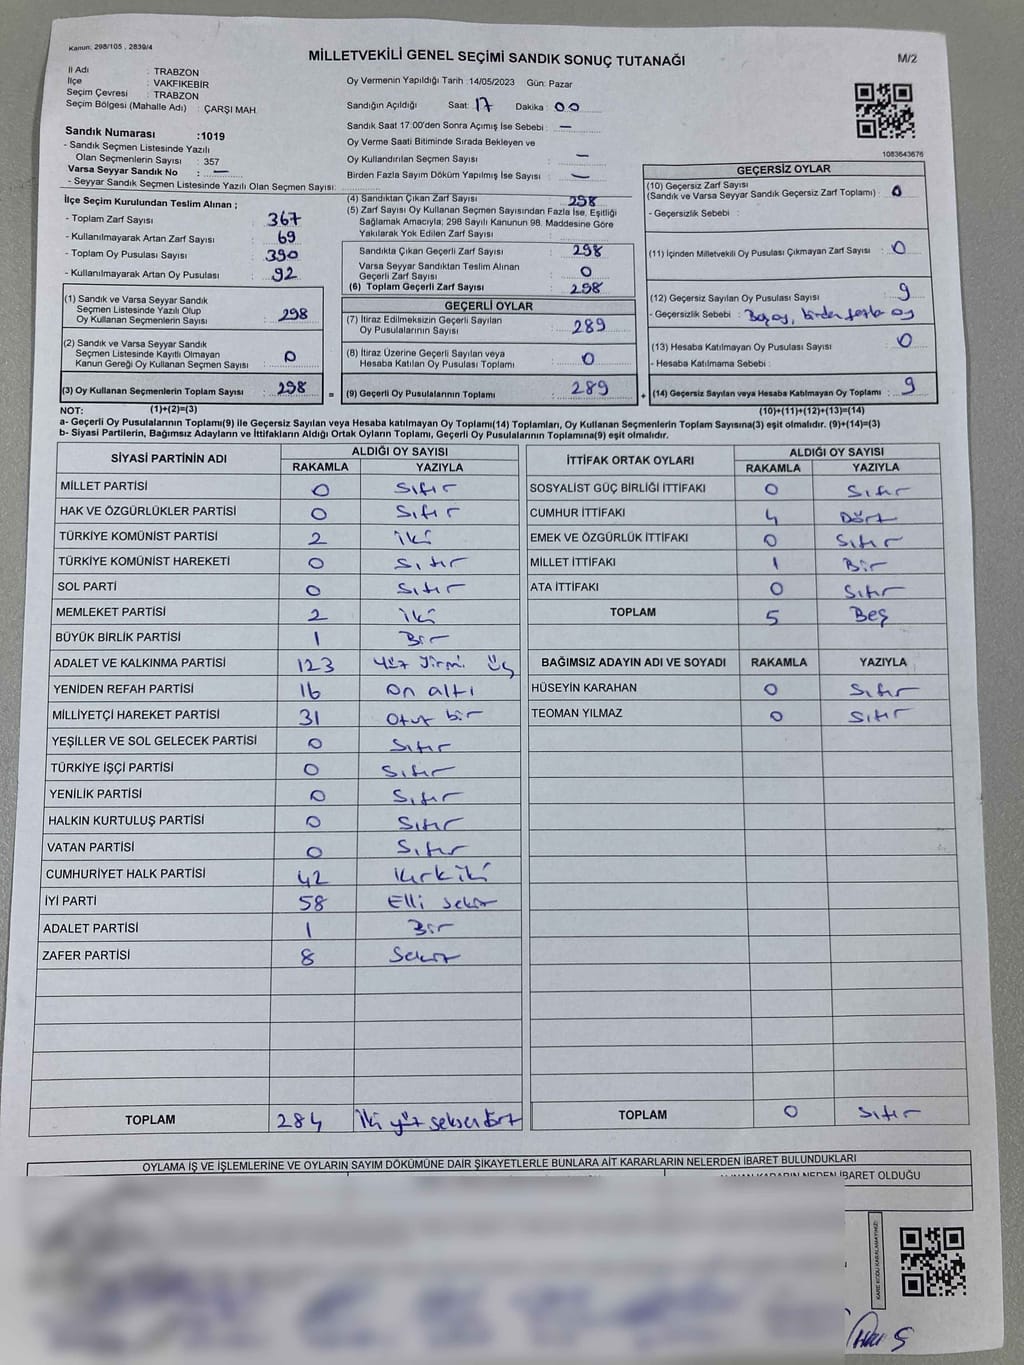 Kanun: 298/105 , 2839/4
MİLLETVEKİLİ GENEL SEÇİMİ SANDIK SONUÇ TUTANAĞI
M/2
İl Adı : TRABZON
İlçe : VAKFIKEBİR
Seçim Çevresi : TRABZON
Seçim Bölgesi (Mahalle Adı) : ÇARŞI MAH.
Sandık Numarası :1019
- Sandık Seçmen Listesinde Yazılı
Olan Seçmenlerin Sayısı : 357
Varsa Seyyar Sandık No : —
- Seyyar Sandık Seçmen Listesinde Yazılı Olan Seçmen Sayısı:
Oy Vermenin Yapıldığı Tarih :14/05/2023 Gün: Pazar
Sandığın Açıldığı Saat: 17 Dakika : 00
Sandık Saat 17:00'den Sonra Açımış İse Sebebi : —
Oy Verme Saati Bitiminde Sırada Bekleyen ve
Oy Kullandırılan Seçmen Sayısı : —
Birden Fazla Sayım Döküm Yapılmış İse Sayısı : —
1083643676
İlçe Seçim Kurulundan Teslim Alınan ;
- Toplam Zarf Sayısı : 367
- Kullanılmayarak Artan Zarf Sayısı : 69
- Toplam Oy Pusulası Sayısı : 390
- Kullanılmayarak Artan Oy Pusulası : 92
(1) Sandık ve Varsa Seyyar Sandık
Seçmen Listesinde Yazılı Olup
Oy Kullanan Seçmenlerin Sayısı : 298
(2) Sandık ve Varsa Seyyar Sandık
Seçmen Listesinde Kayıtlı Olmayan
Kanun Gereği Oy Kullanan Seçmen Sayısı : 0
(3) Oy Kullanan Seçmenlerin Toplam Sayısı : 298
(4) Sandıktan Çıkan Zarf Sayısı : 298
(5) Zarf Sayısı Oy Kullanan Seçmen Sayısından Fazla İse, Eşitliği
Sağlamak Amacıyla; 298 Sayılı Kanunun 98. Maddesine Göre
Yakılarak Yok Edilen Zarf Sayısı :
Sandıkta Çıkan Geçerli Zarf Sayısı : 298
Varsa Seyyar Sandıktan Teslim Alınan
Geçerli Zarf Sayısı : 0
(6) Toplam Geçerli Zarf Sayısı : 298
GEÇERLİ OYLAR
(7) İtiraz Edilmeksizin Geçerli Sayılan
Oy Pusulalarının Sayısı : 289
(8) İtiraz Üzerine Geçerli Sayılan veya
Hesaba Katılan Oy Pusulası Toplamı : 0
= (9) Geçerli Oy Pusulalarının Toplamı : 289
GEÇERSİZ OYLAR
(10) Geçersiz Zarf Sayısı
(Sandık ve Varsa Seyyar Sandık Geçersiz Zarf Toplamı) : 0
- Geçersizlik Sebebi :
(11) İçinden Milletvekili Oy Pusulası Çıkmayan Zarf Sayısı : 0
(12) Geçersiz Sayılan Oy Pusulası Sayısı : 9
- Geçersizlik Sebebi : Boş oy, birden fazla oy
(13) Hesaba Katılmayan Oy Pusulası Sayısı : 0
- Hesaba Katılmama Sebebi :
+ (14) Geçersiz Sayılan veya Hesaba Katılmayan Oy Toplamı : 9
NOT: (1)+(2)=(3) (10)+(11)+(12)+(13)=(14)
a- Geçerli Oy Pusulalarının Toplamı(9) ile Geçersiz Sayılan veya Hesaba katılmayan Oy Toplamı(14) Toplamları, Oy Kullanan Seçmenlerin Toplam Sayısına(3) eşit olmalıdır. (9)+(14)=(3)
b- Siyasi Partilerin, Bağımsız Adayların ve İttifakların Aldığı Ortak Oyların Toplamı, Geçerli Oy Pusulalarının Toplamına(9) eşit olmalıdır.
SİYASİ PARTİNİN ADI ALDIĞI OY SAYISI
RAKAMLA YAZIYLA
MİLLET PARTİSİ 0 Sıfır
HAK VE ÖZGÜRLÜKLER PARTİSİ 0 Sıfır
TÜRKİYE KOMÜNİST PARTİSİ 2 iki
TÜRKİYE KOMÜNİST HAREKETİ 0 Sıfır
SOL PARTİ 0 Sıfır
MEMLEKET PARTİSİ 2 iki
BÜYÜK BİRLİK PARTİSİ 1 Bir
ADALET VE KALKINMA PARTİSİ 123 Yüz Yirmi Üç
YENİDEN REFAH PARTİSİ 16 On altı
MİLLİYETÇİ HAREKET PARTİSİ 31 Otuz bir
YEŞİLLER VE SOL GELECEK PARTİSİ 0 Sıfır
TÜRKİYE İŞÇİ PARTİSİ 0 Sıfır
YENİLİK PARTİSİ 0 Sıfır
HALKIN KURTULUŞ PARTİSİ 0 Sıfır
VATAN PARTİSİ 0 Sıfır
CUMHURİYET HALK PARTİSİ 42 Kırk iki
İYİ PARTİ 58 Elli sekiz
ADALET PARTİSİ 1 Bir
ZAFER PARTİSİ 8 Sekiz
TOPLAM 284 İki yüz seksen dört
İTTİFAK ORTAK OYLARI ALDIĞI OY SAYISI
RAKAMLA YAZIYLA
SOSYALİST GÜÇ BİRLİĞİ İTTİFAKI 0 Sıfır
CUMHUR İTTİFAKI 4 Dört
EMEK VE ÖZGÜRLÜK İTTİFAKI 0 Sıfır
MİLLET İTTİFAKI 1 Bir
ATA İTTİFAKI 0 Sıfır
TOPLAM 5 Beş
BAĞIMSIZ ADAYIN ADI VE SOYADI RAKAMLA YAZIYLA
HÜSEYİN KARAHAN 0 Sıfır
TEOMAN YILMAZ 0 Sıfır
TOPLAM 0 Sıfır
OYLAMA İŞ VE İŞLEMLERİNE VE OYLARIN SAYIM DÖKÜMÜNE DAİR ŞİKAYETLERLE BUNLARA AİT KARARLARIN NELERDEN İBARET BULUNDUKLARI
KARARIN NEDEN İBARET OLDUĞU
KARE KODU KARALAMAYINIZ!